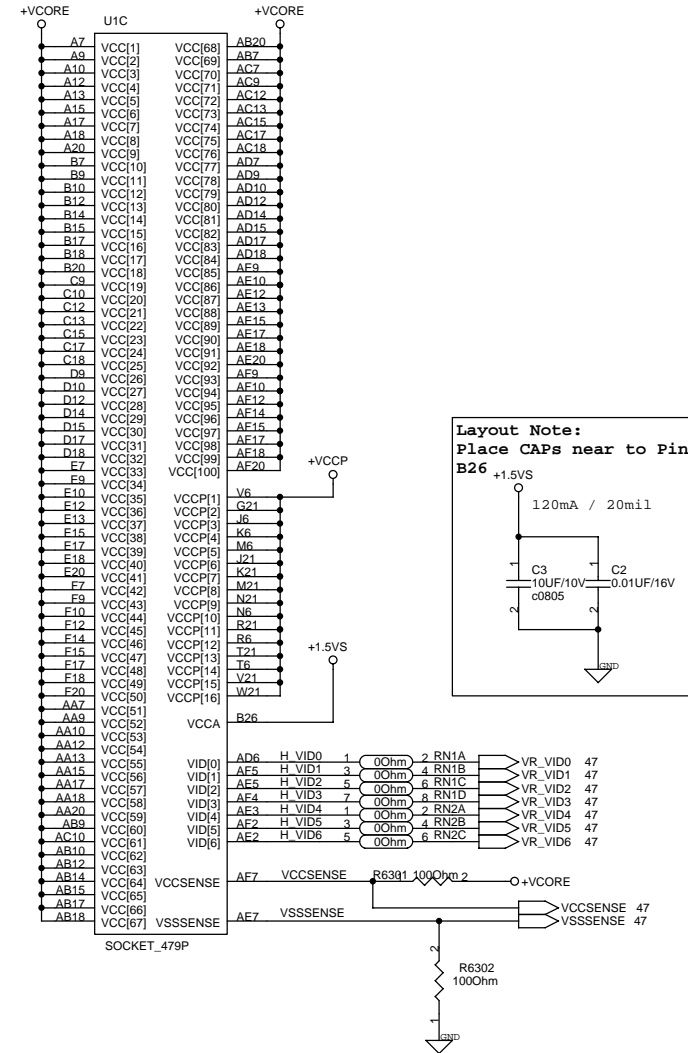 +VCORE
+VCORE
U1C
A7 VCC[1] VCC[68] AB20
A9 VCC[2] VCC[69] AB7
A10 VCC[3] VCC[70] AC7
A12 VCC[4] VCC[71] AC9
A13 VCC[5] VCC[72] AC12
A15 VCC[6] VCC[73] AC13
A17 VCC[7] VCC[74] AC15
A18 VCC[8] VCC[75] AC17
A20 VCC[9] VCC[76] AC18
B7 VCC[10] VCC[77] AD7
B9 VCC[11] VCC[78] AD9
B10 VCC[12] VCC[79] AD10
B12 VCC[13] VCC[80] AD12
B14 VCC[14] VCC[81] AD14
B15 VCC[15] VCC[82] AD15
B17 VCC[16] VCC[83] AD17
B18 VCC[17] VCC[84] AD18
B20 VCC[18] VCC[85] AE9
C9 VCC[19] VCC[86] AE10
C10 VCC[20] VCC[87] AE12
C12 VCC[21] VCC[88] AE13
C13 VCC[22] VCC[89] AE15
C15 VCC[23] VCC[90] AE17
C17 VCC[24] VCC[91] AE18
C18 VCC[25] VCC[92] AE20
D9 VCC[26] VCC[93] AF9
D10 VCC[27] VCC[94] AF10
D12 VCC[28] VCC[95] AF12
D14 VCC[29] VCC[96] AF14
D15 VCC[30] VCC[97] AF15
D17 VCC[31] VCC[98] AF17
D18 VCC[32] VCC[99] AF18
E7 VCC[33] VCC[100] AF20
E9 VCC[34]
+VCCP
E10 VCC[35] VCCP[1] V6
E12 VCC[36] VCCP[2] G21
E13 VCC[37] VCCP[3] J6
E15 VCC[38] VCCP[4] K6
E17 VCC[39] VCCP[5] M6
E18 VCC[40] VCCP[6] J21
E20 VCC[41] VCCP[7] K21
F7 VCC[42] VCCP[8] M21
F9 VCC[43] VCCP[9] N21
F10 VCC[44] VCCP[10] N6
F12 VCC[45] VCCP[11] R21
F14 VCC[46] VCCP[12] R6
F15 VCC[47] VCCP[13] T21
F17 VCC[48] VCCP[14] T6
F18 VCC[49] VCCP[15] V21
F20 VCC[50] VCCP[16] W21
+1.5VS
AA7 VCC[51]
AA9 VCC[52] VCCA B26
AA10 VCC[53]
AA12 VCC[54]
AA13 VCC[55] VID[0] AD6 H_VID0 1 0Ohm 2 RN1A VR_VID0 47
AA15 VCC[56] VID[1] AF5 H_VID1 3 0Ohm 4 RN1B VR_VID1 47
AA17 VCC[57] VID[2] AE5 H_VID2 5 0Ohm 6 RN1C VR_VID2 47
AA18 VCC[58] VID[3] AF4 H_VID3 7 0Ohm 8 RN1D VR_VID3 47
AA20 VCC[59] VID[4] AE3 H_VID4 1 0Ohm 2 RN2A VR_VID4 47
AB9 VCC[60] VID[5] AF2 H_VID5 3 0Ohm 4 RN2B VR_VID5 47
AC10 VCC[61] VID[6] AE2 H_VID6 5 0Ohm 6 RN2C VR_VID6 47
AB10 VCC[62]
AB12 VCC[63]
AB14 VCC[64] VCCSENSE AF7 VCCSENSE R6301 1 100Ohm 2 +VCORE
AB15 VCC[65]
AB17 VCC[66]
AB18 VCC[67] VSSSENSE AE7 VSSSENSE
VCCSENSE 47
VSSSENSE 47
SOCKET_479P
2
R6302
100Ohm
1
GND
Layout Note:
Place CAPs near to Pin
B26
+1.5VS
120mA / 20mil
1 1
C3
10UF/10V
c0805
C2
0.01UF/16V
2 2
GND